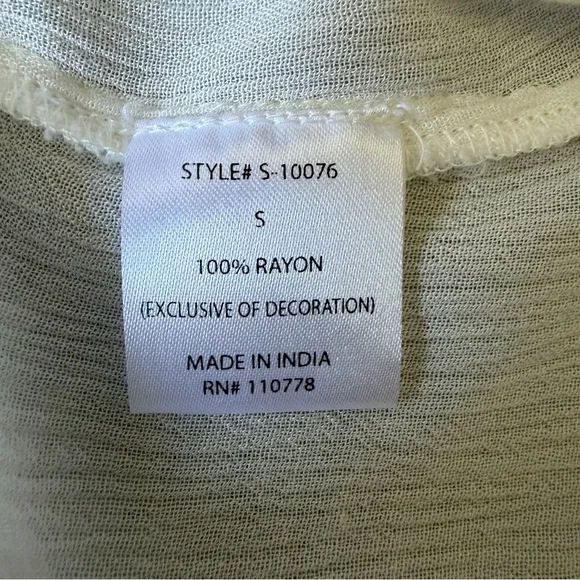 STYLE# S-10076
S
100% RAYON
(EXCLUSIVE OF DECORATION)
MADE IN INDIA
RN# 110778